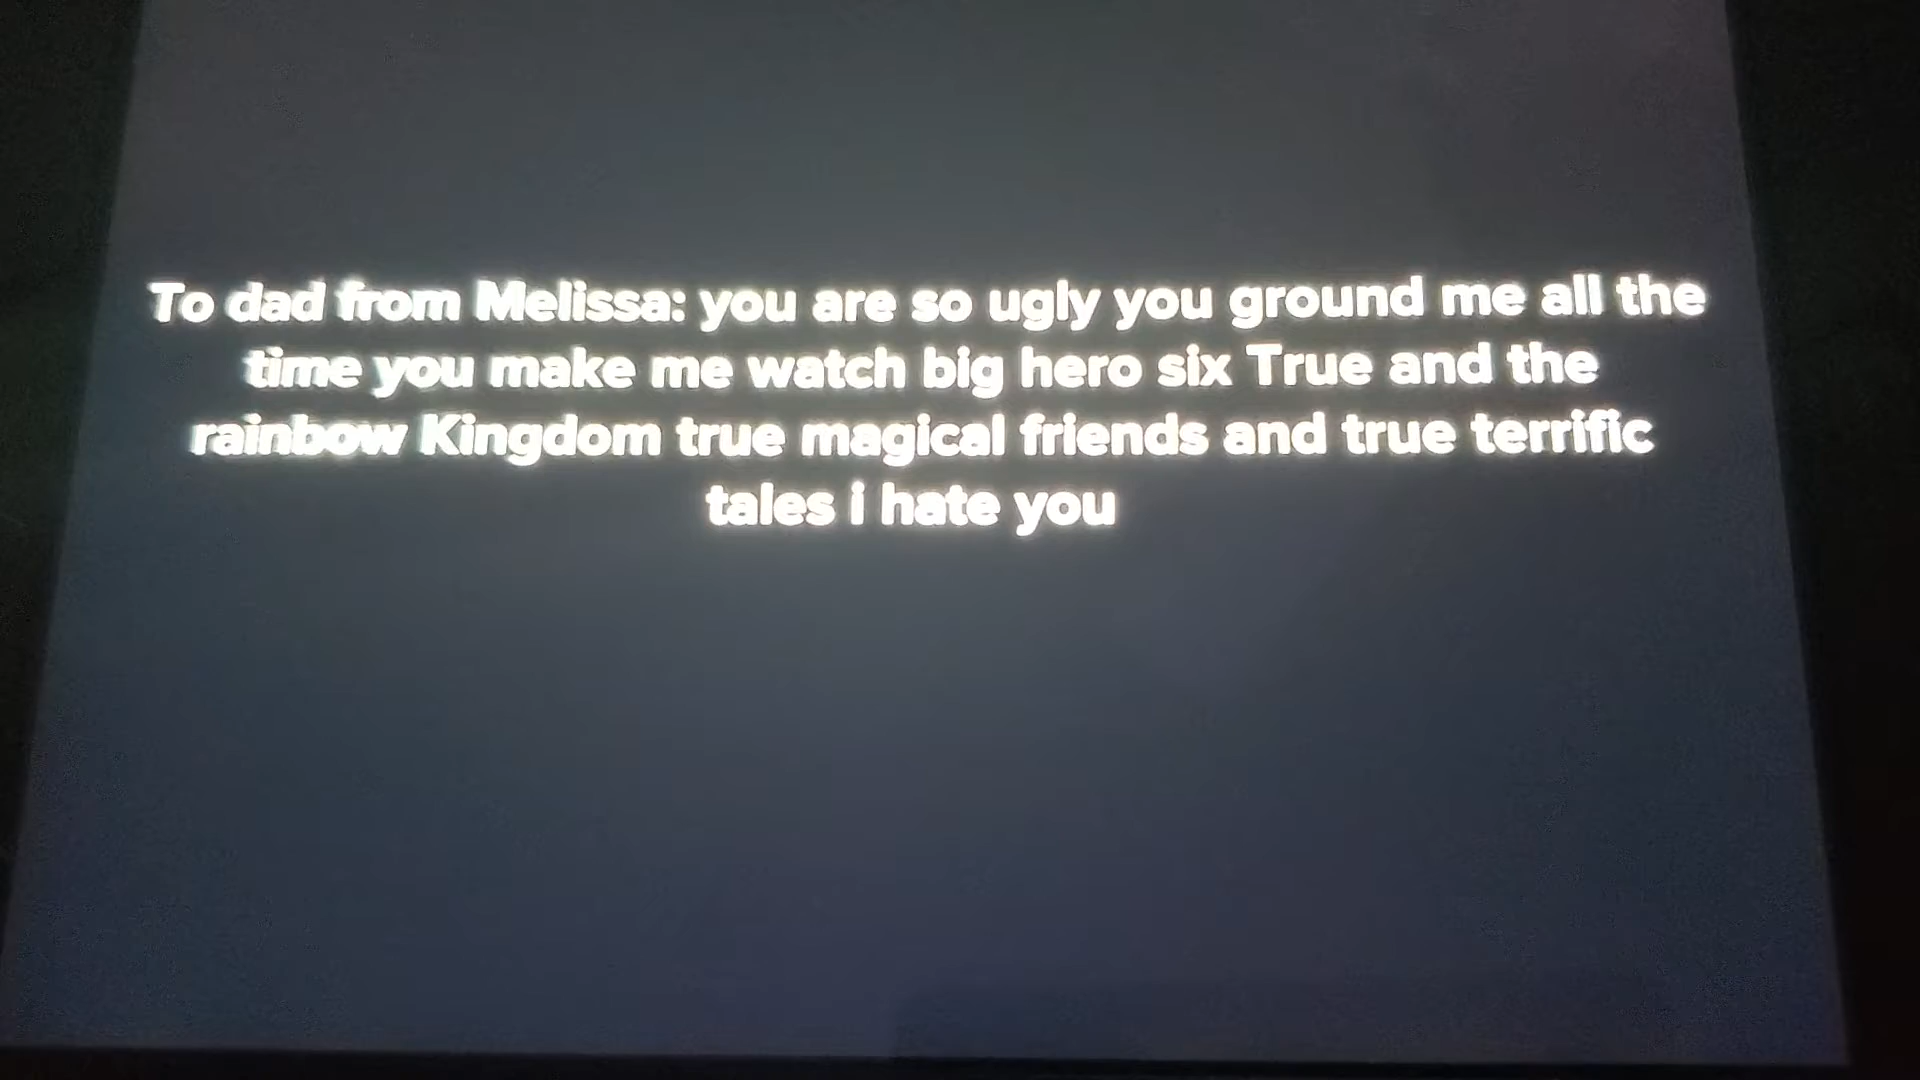 To dad from Melissa: you are so ugly you ground me all the
time you make me watch big hero six True and the
rainbow Kingdom true magical friends and true terrific
tales i hate you